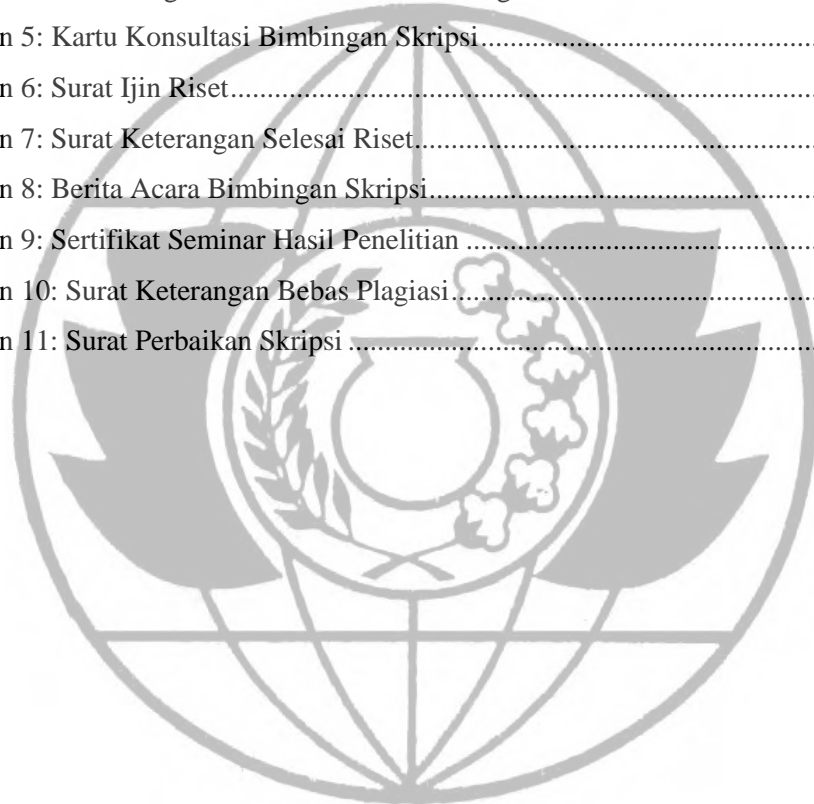 n 5: Kartu Konsultasi Bimbingan Skripsi....................................................
n 6: Surat Ijin Riset....................................................................................
n 7: Surat Keterangan Selesai Riset.............................................................
n 8: Berita Acara Bimbingan Skripsi...........................................................
n 9: Sertifikat Seminar Hasil Penelitian .....................................................
n 10: Surat Keterangan Bebas Plagiasi........................................................
n 11: Surat Perbaikan Skripsi .....................................................................